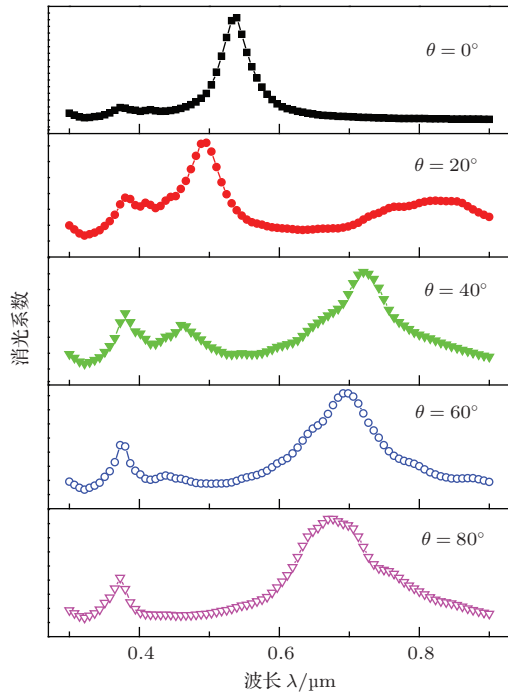 θ = 0°
θ = 20°
θ = 40°
θ = 60°
θ = 80°
消光系数
0.4 0.6 0.8
波长 λ/μm